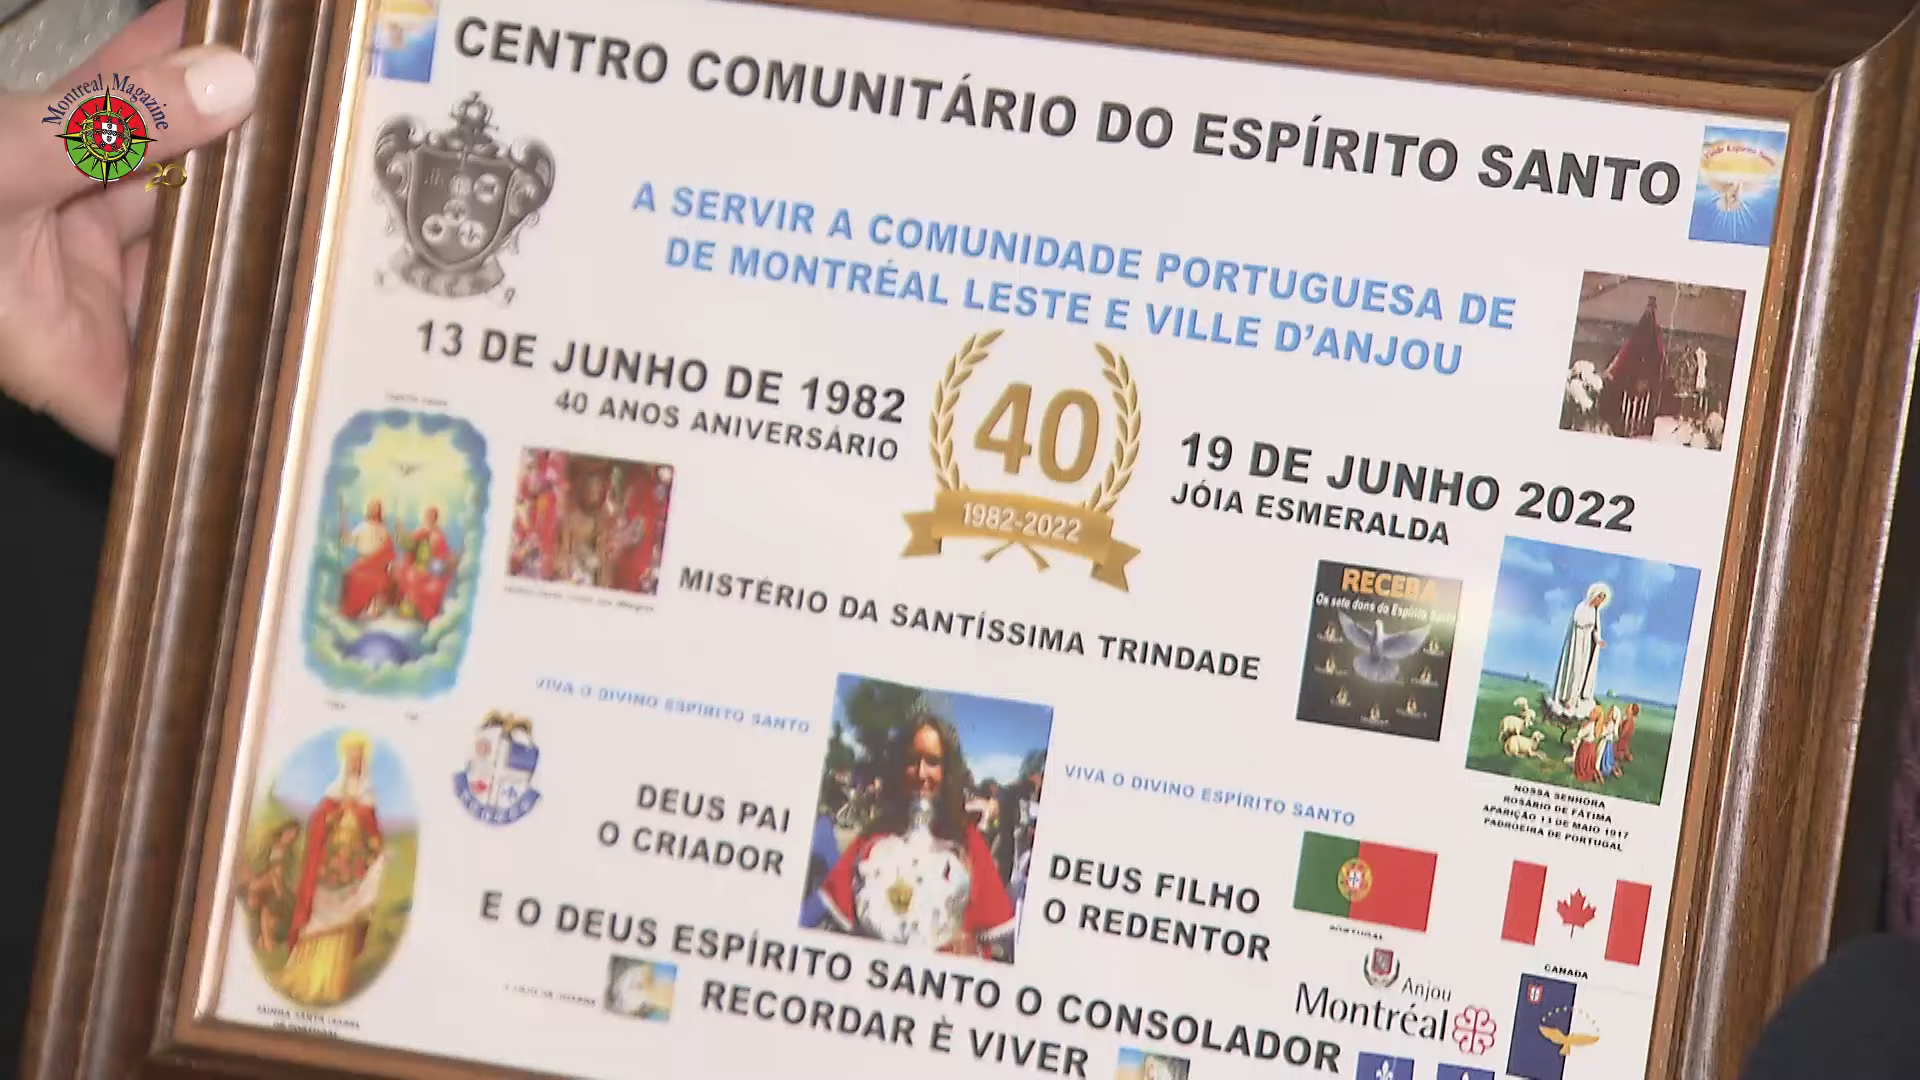 Montreal Magazine
20
CENTRO COMUNITÁRIO DO ESPÍRITO SANTO
A SERVIR A COMUNIDADE PORTUGUESA DE
DE MONTRÉAL LESTE E VILLE D'ANJOU
13 DE JUNHO DE 1982
40 ANOS ANIVERSÁRIO
40
1982-2022
19 DE JUNHO 2022
JÓIA ESMERALDA
MISTÉRIO DA SANTÍSSIMA TRINDADE
RECEBA
Os sete dons do Espírito Santo
VIVA O DIVINO ESPÍRITO SANTO
VIVA O DIVINO ESPÍRITO SANTO
NOSSA SENHORA
ROSÁRIO DE FÁTIMA
APARIÇÃO 13 DE MAIO 1917
PADROEIRA DE PORTUGAL
DEUS PAI
O CRIADOR
DEUS FILHO
O REDENTOR
PORTUGAL
CANADA
E O DEUS ESPÍRITO SANTO O CONSOLADOR
RECORDAR È VIVER
Anjou
Montréal